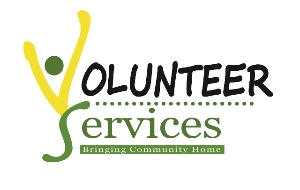 VOLUNTEER
Services
Bringing Community Home